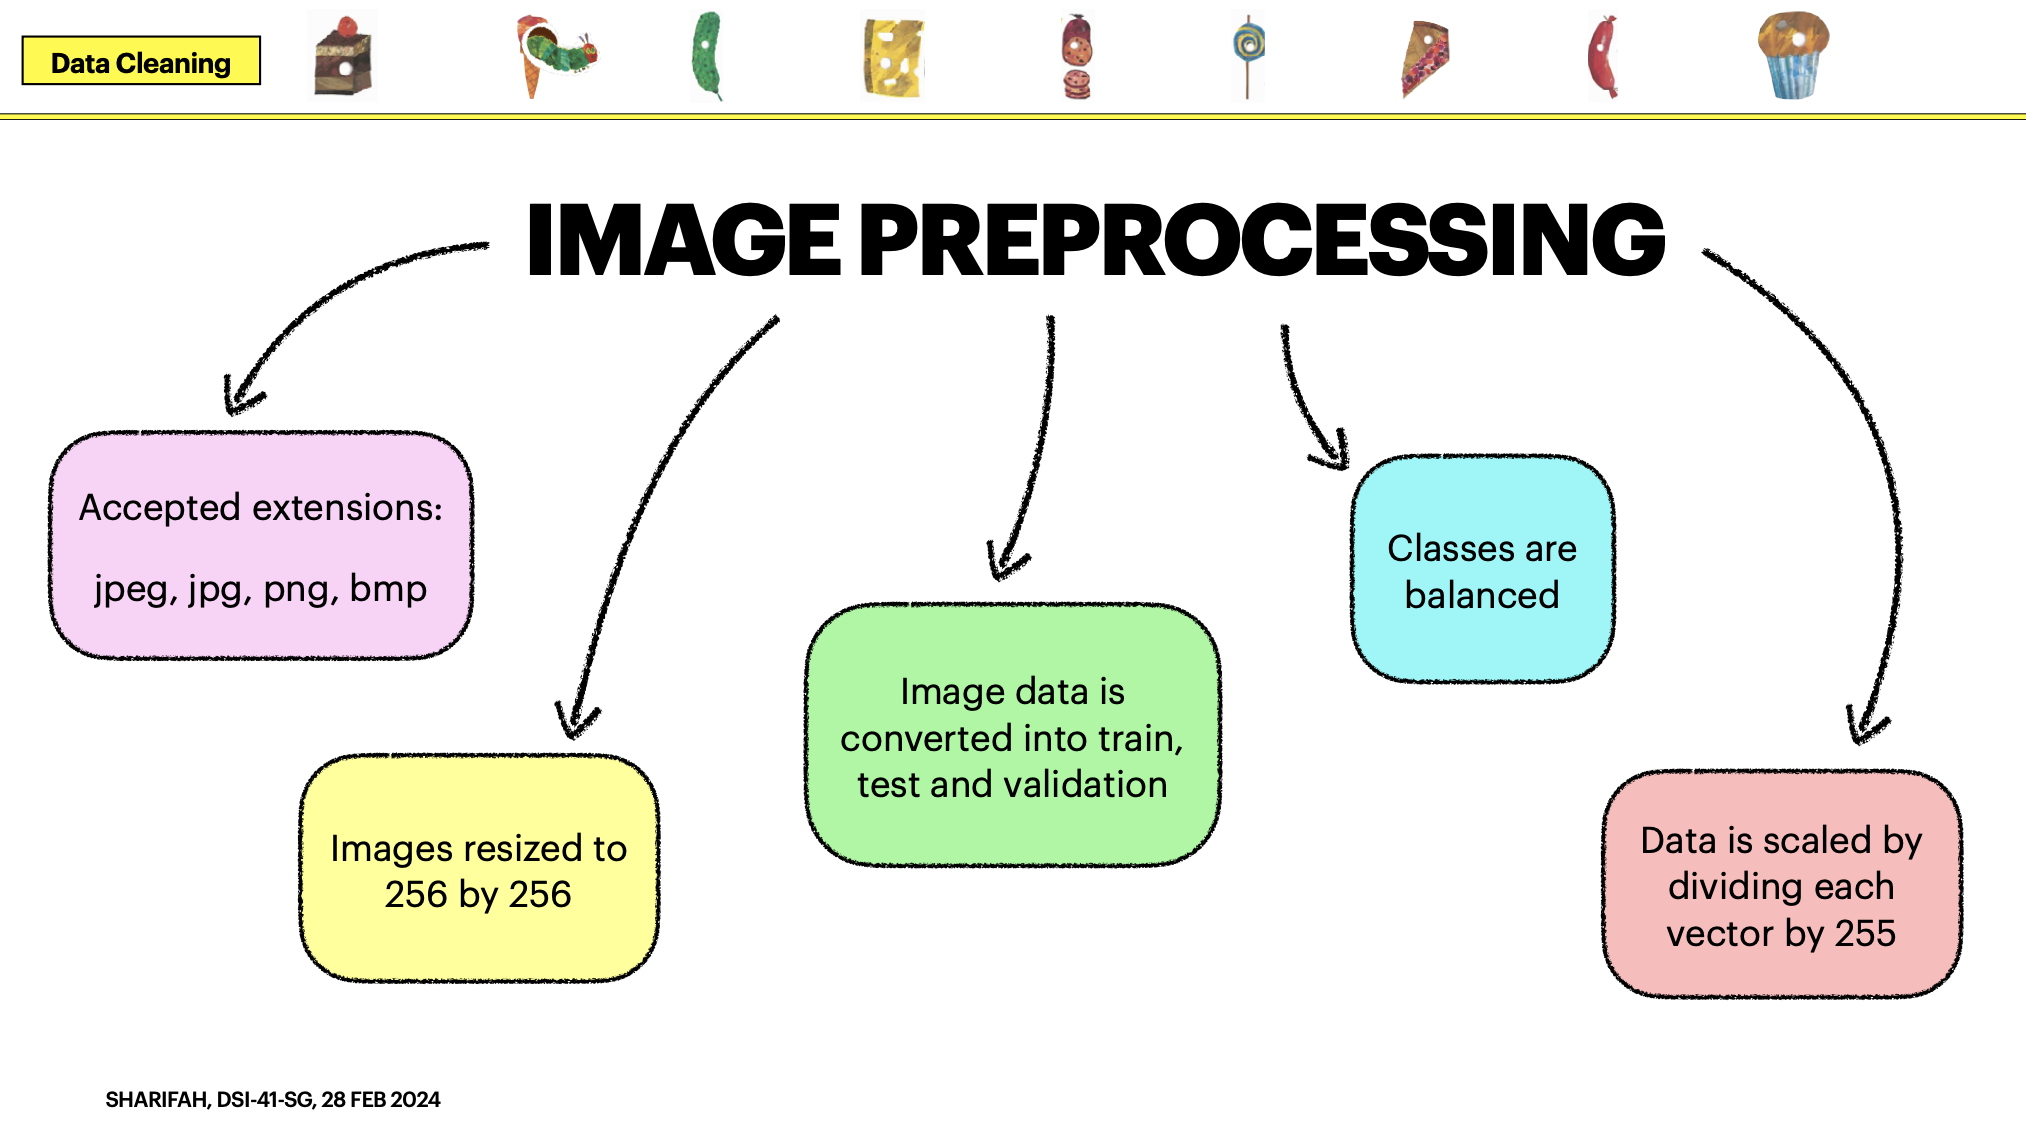 Data Cleaning
IMAGE PREPROCESSING
Accepted extensions:
jpeg, jpg, png, bmp
Images resized to
256 by 256
Image data is
converted into train,
test and validation
Classes are
balanced
Data is scaled by
dividing each
vector by 255
SHARIFAH, DSI-41-SG, 28 FEB 2024